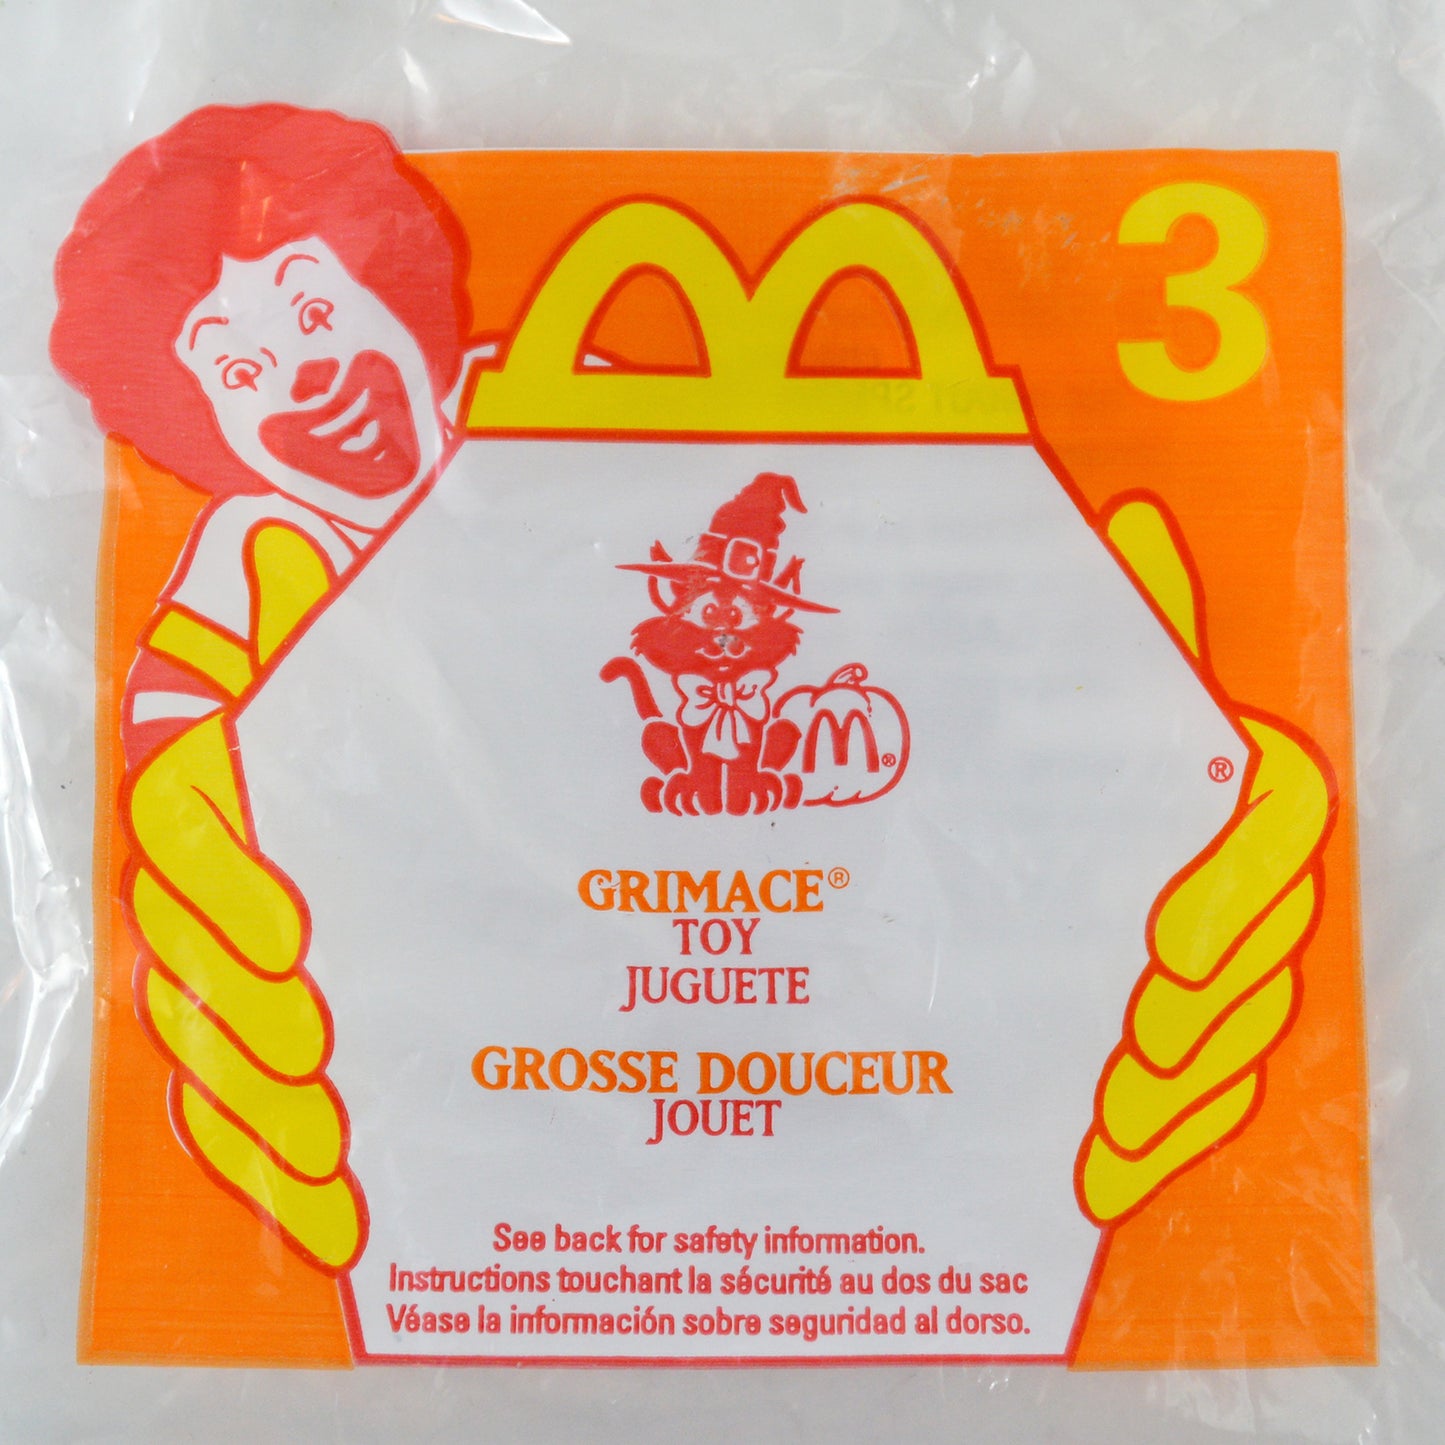 3
M
M®
®
GRIMACE®
TOY
JUGUETE
GROSSE DOUCEUR
JOUET
See back for safety information.
Instructions touchant la sécurité au dos du sac
Véase la información sobre seguridad al dorso.